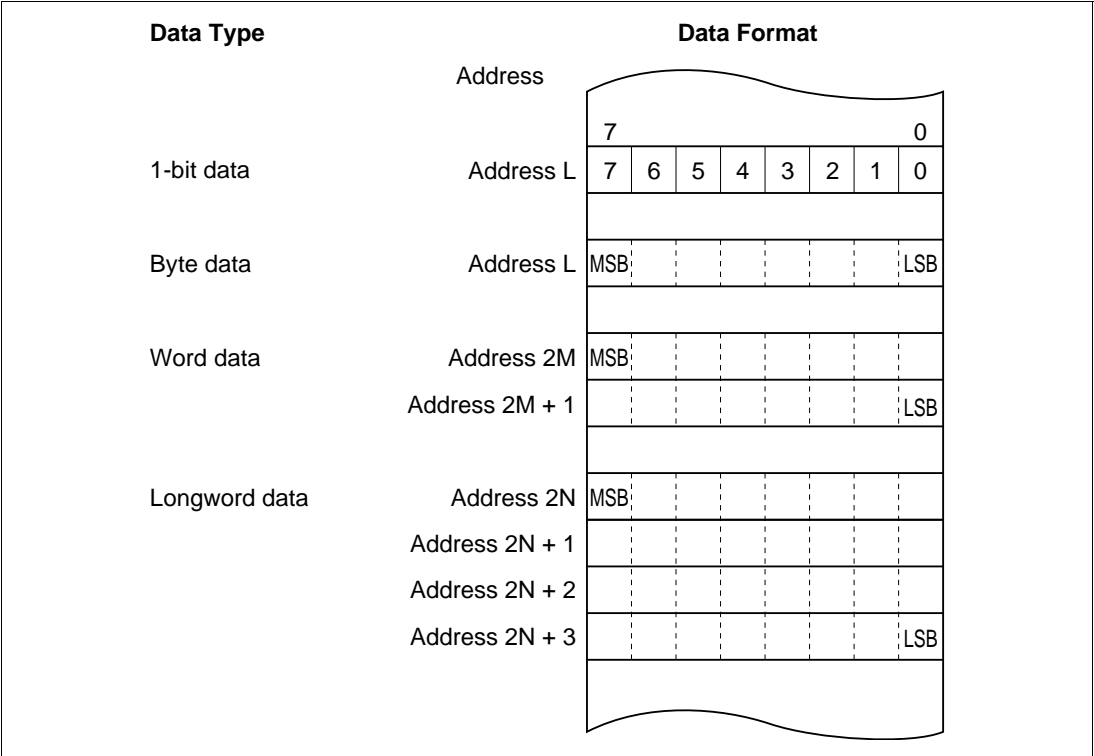 Data Type Data Format
Address
7 0
1-bit data Address L 7 6 5 4 3 2 1 0
Byte data Address L MSB LSB
Word data Address 2M MSB
Address 2M + 1 LSB
Longword data Address 2N MSB
Address 2N + 1
Address 2N + 2
Address 2N + 3 LSB